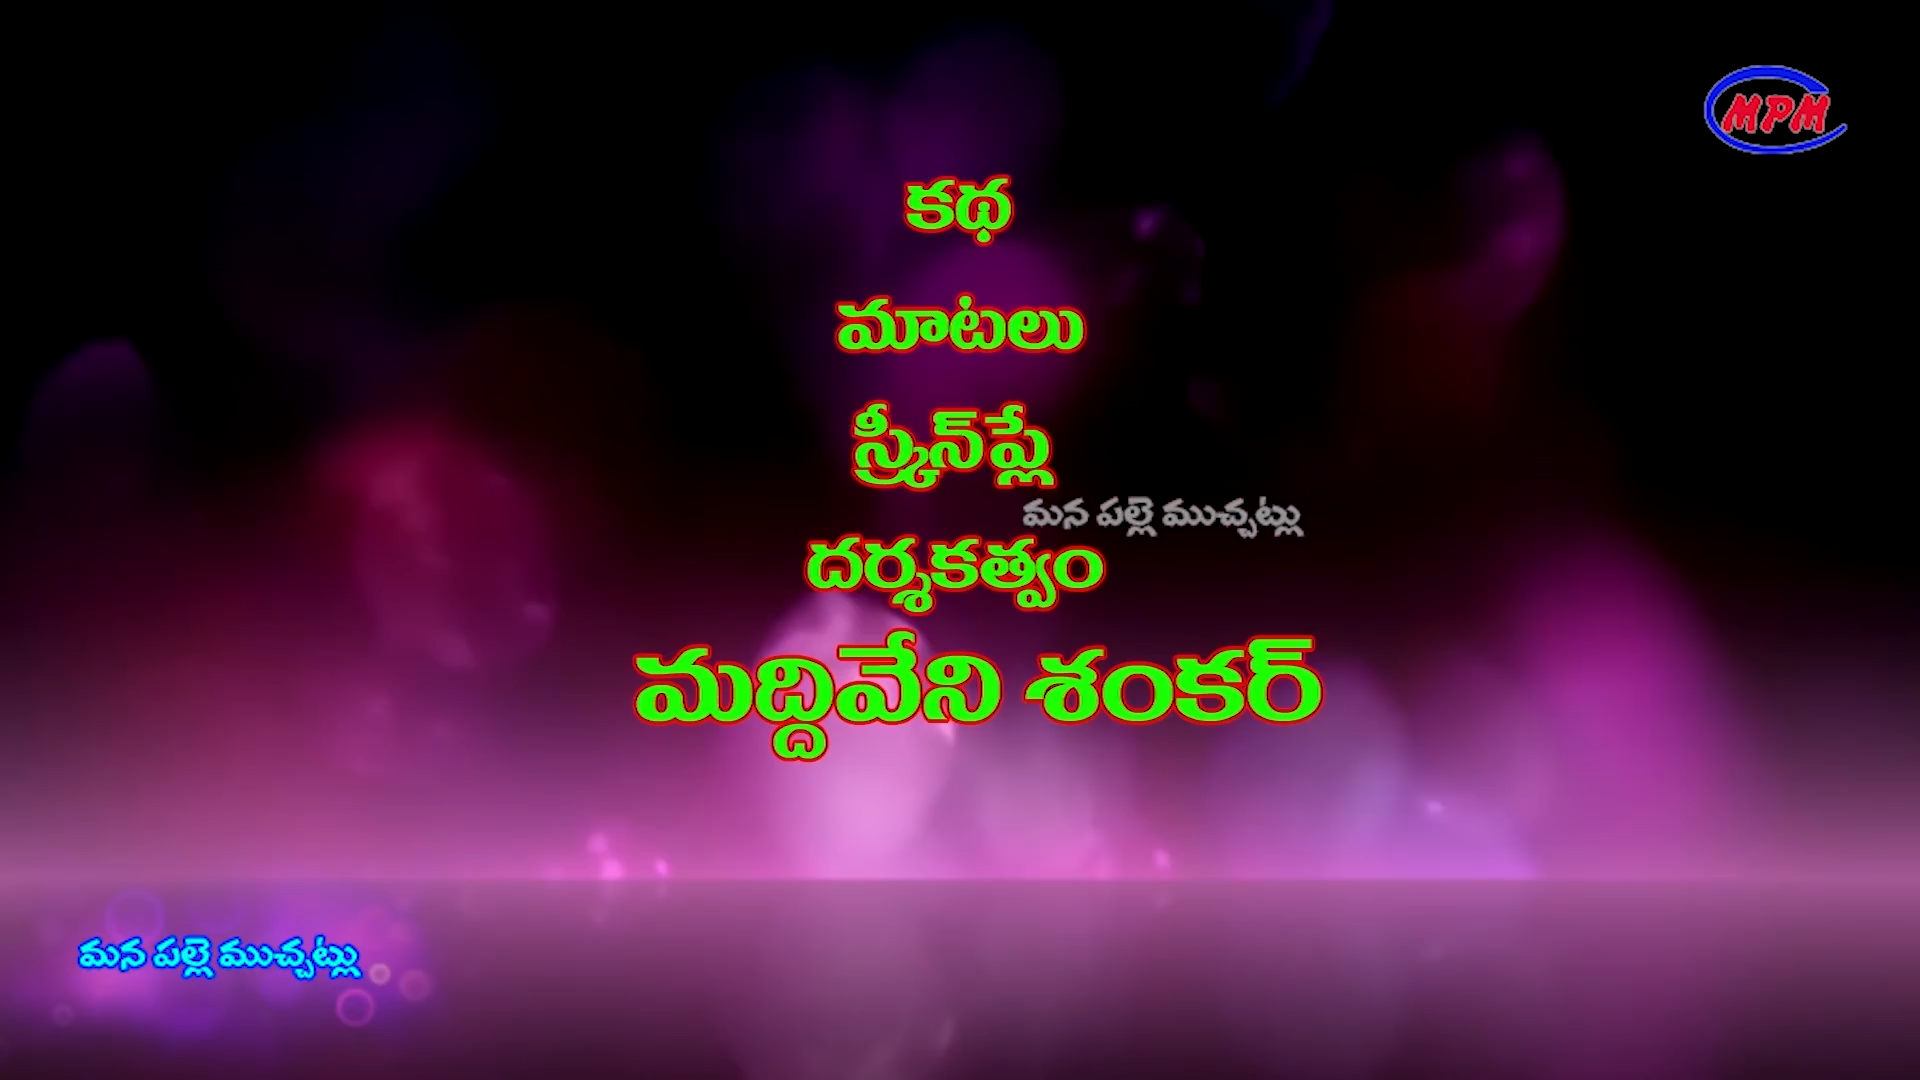 MPM
కథ
మాటలు
స్క్రీన్‌ప్లే
మన పల్లె ముచ్చట్లు
దర్శకత్వం
మద్దివేని శంకర్
మన పల్లె ముచ్చట్లు